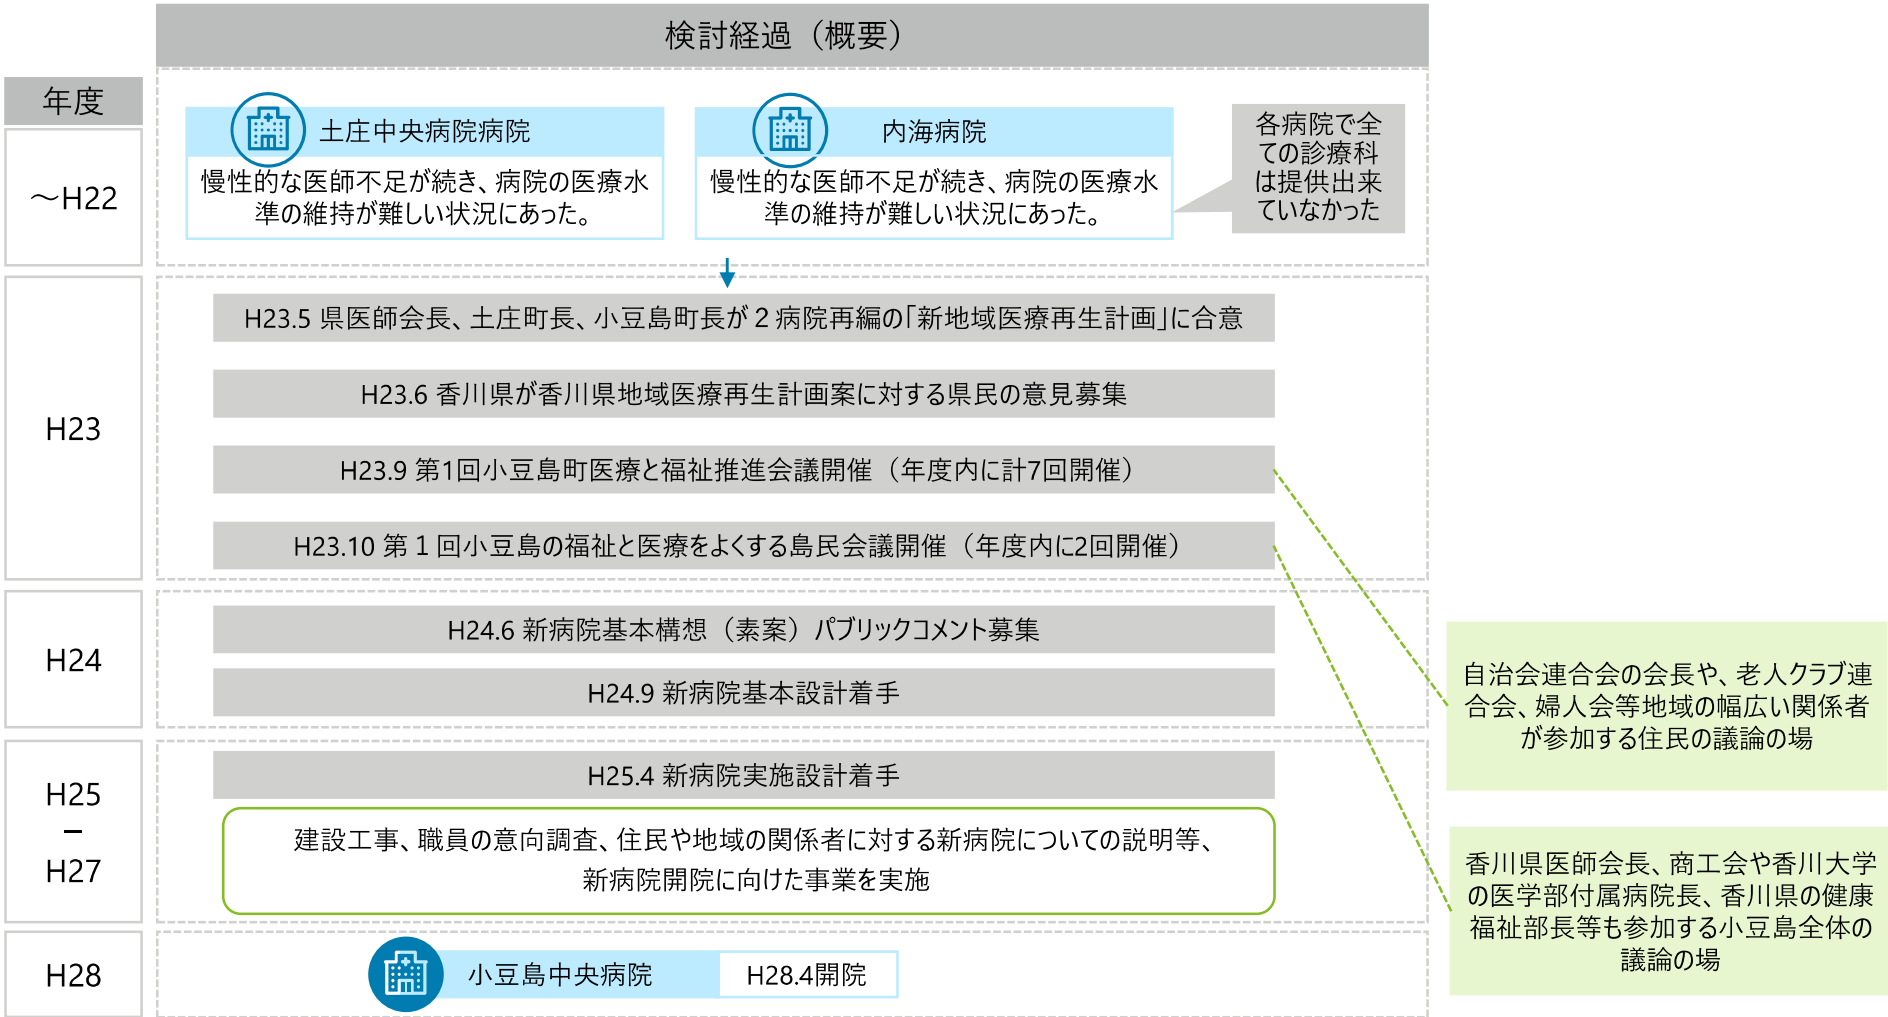 検討経過（概要）
年度
～H22
土庄中央病院病院
慢性的な医師不足が続き、病院の医療水
準の維持が難しい状況にあった。
内海病院
慢性的な医師不足が続き、病院の医療水
準の維持が難しい状況にあった。
各病院で全
ての診療科
は提供出来
ていなかった
H23
H23.5 県医師会長、土庄町長、小豆島町長が２病院再編の「新地域医療再生計画」に合意
H23.6 香川県が香川県地域医療再生計画案に対する県民の意見募集
H23.9 第1回小豆島町医療と福祉推進会議開催（年度内に計7回開催）
H23.10 第１回小豆島の福祉と医療をよくする島民会議開催（年度内に2回開催）
H24
H24.6 新病院基本構想（素案）パブリックコメント募集
H24.9 新病院基本設計着手
自治会連合会の会長や、老人クラブ連
合会、婦人会等地域の幅広い関係者
が参加する住民の議論の場
H25
–
H27
H25.4 新病院実施設計着手
建設工事、職員の意向調査、住民や地域の関係者に対する新病院についての説明等、
新病院開院に向けた事業を実施
香川県医師会長、商工会や香川大学
の医学部付属病院長、香川県の健康
福祉部長等も参加する小豆島全体の
議論の場
H28
小豆島中央病院
H28.4開院